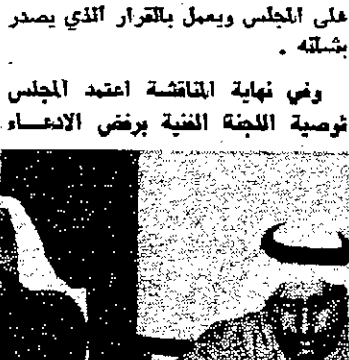 على المجلس ويعمل بالقرار الذي يصدر
بشأنه .
وفي نهاية المناقشة اعتمد المجلس
توصية اللجنة الفنية برفض الادعاء